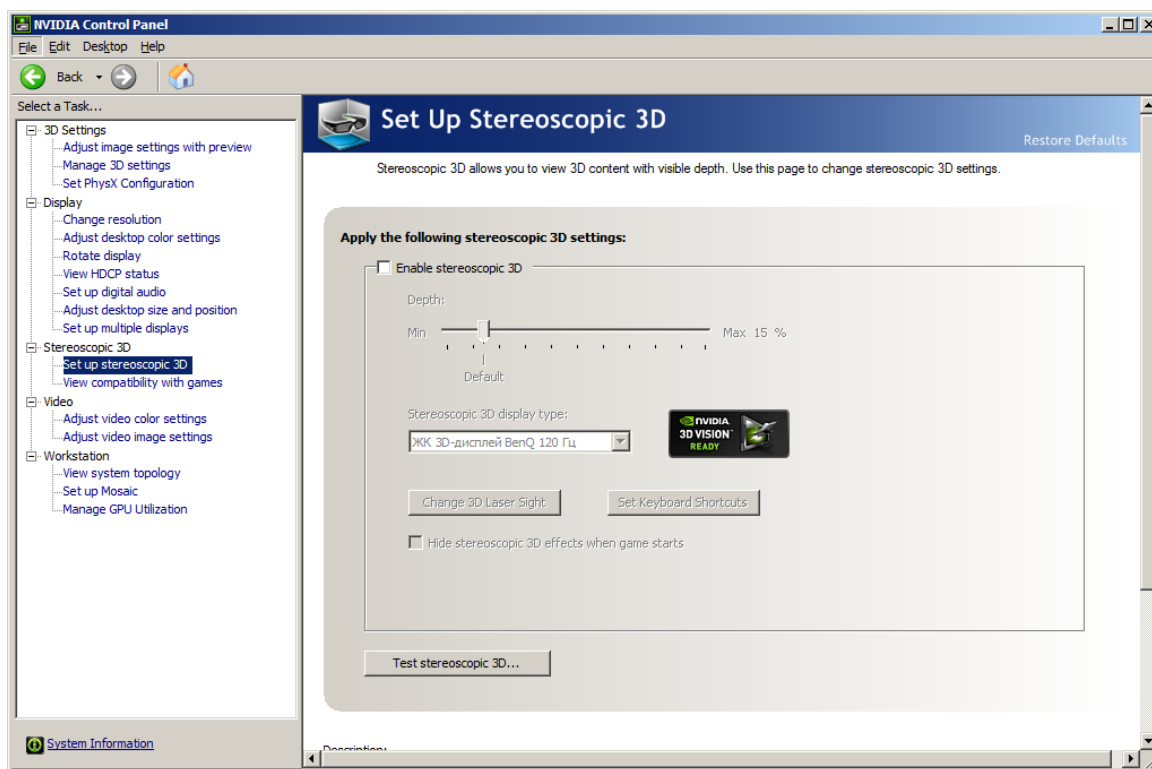 NVIDIA Control Panel
File Edit Desktop Help
Back
Select a Task...
3D Settings
Adjust image settings with preview
Manage 3D settings
Set PhysX Configuration
Display
Change resolution
Adjust desktop color settings
Rotate display
View HDCP status
Set up digital audio
Adjust desktop size and position
Set up multiple displays
Stereoscopic 3D
Set up stereoscopic 3D
View compatibility with games
Video
Adjust video color settings
Adjust video image settings
Workstation
View system topology
Set up Mosaic
Manage GPU Utilization
System Information
Set Up Stereoscopic 3D
Restore Defaults
Stereoscopic 3D allows you to view 3D content with visible depth. Use this page to change stereoscopic 3D settings.
Apply the following stereoscopic 3D settings:
Enable stereoscopic 3D
Depth:
Min Max 15 %
Default
Stereoscopic 3D display type:
ЖК 3D-дисплей BenQ 120 Гц
NVIDIA
3D VISION
READY
Change 3D Laser Sight Set Keyboard Shortcuts
Hide stereoscopic 3D effects when game starts
Test stereoscopic 3D...
Description: